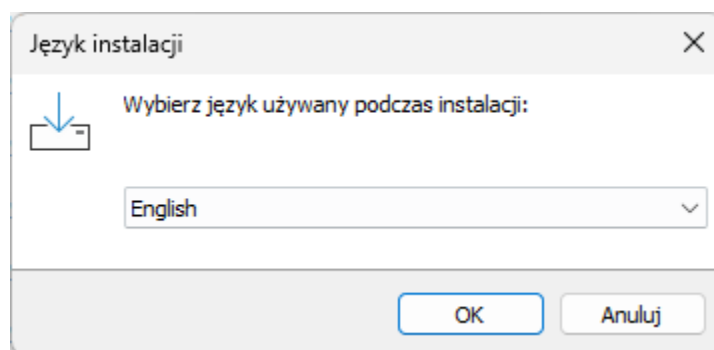 Język instalacji
Wybierz język używany podczas instalacji:
English
OK
Anuluj